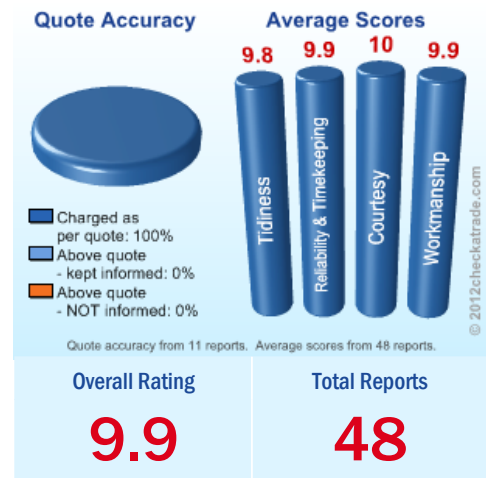 Quote Accuracy
Charged as
per quote: 100%
Above quote
- kept informed: 0%
Above quote
- NOT informed: 0%
Average Scores
9.8
9.9
10
9.9
Tidiness
Reliability & Timekeeping
Courtesy
Workmanship
© 2012checkatrade.com
Quote accuracy from 11 reports. Average scores from 48 reports.
Overall Rating
9.9
Total Reports
48